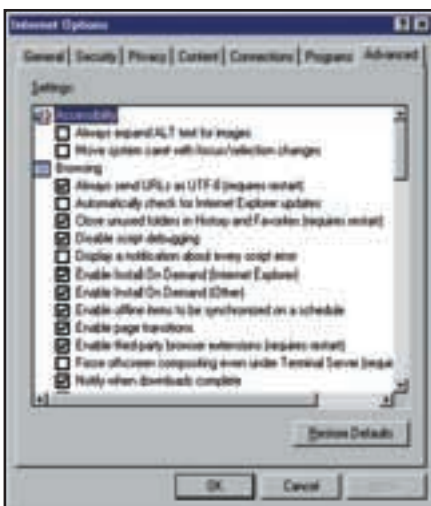 Internet Options
General Security Privacy Content Connections Programs Advanced
Settings:
Accessibility
Always expand ALT text for images
Move system caret with focus/selection changes
Browsing
Always send URLs as UTF-8 (requires restart)
Automatically check for Internet Explorer updates
Close unused folders in History and Favorites (requires restart)
Disable script debugging
Display a notification about every script error
Enable Install On Demand (Internet Explorer)
Enable Install On Demand (Other)
Enable offline items to be synchronized on a schedule
Enable page transitions
Enable third-party browser extensions (requires restart)
Force offscreen compositing even under Terminal Server (requi
Notify when downloads complete
Restore Defaults
OK Cancel